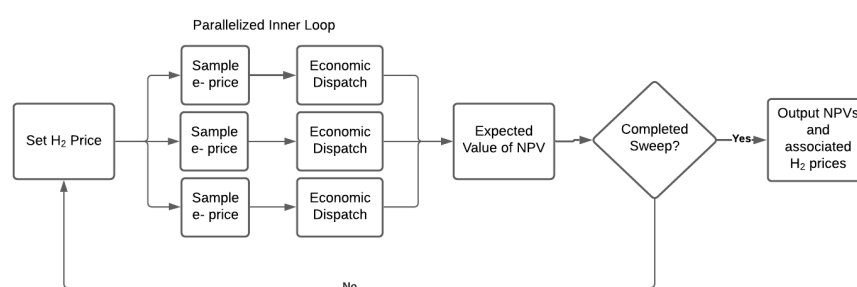 Parallelized Inner Loop
Sample
e- price
Economic
Dispatch
Set H₂ Price
Sample
e- price
Economic
Dispatch
Sample
e- price
Economic
Dispatch
Expected
Value of NPV
Completed
Sweep?
Yes
Output NPVs
and
associated
H₂ prices
No